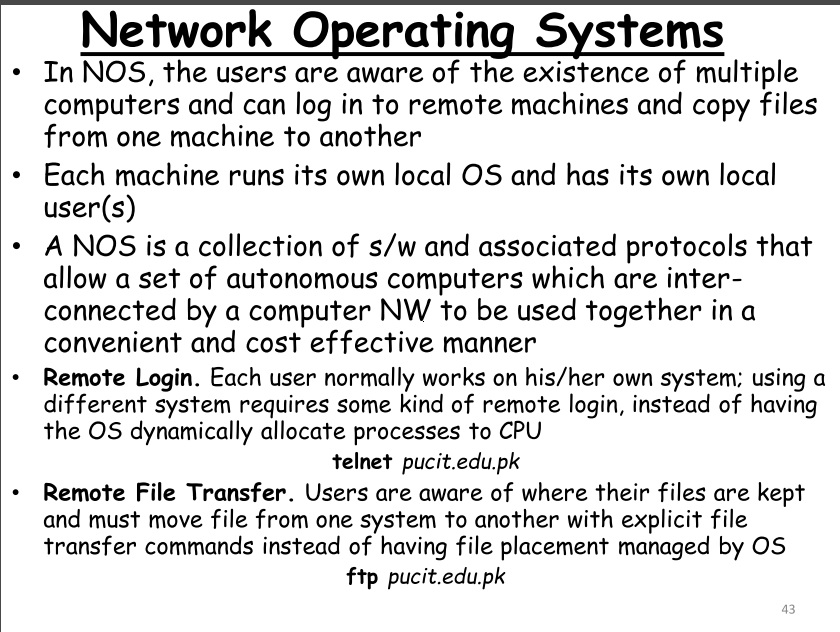 Network Operating Systems
• In NOS, the users are aware of the existence of multiple
computers and can log in to remote machines and copy files
from one machine to another
• Each machine runs its own local OS and has its own local
user(s)
• A NOS is a collection of s/w and associated protocols that
allow a set of autonomous computers which are inter-
connected by a computer NW to be used together in a
convenient and cost effective manner
• Remote Login. Each user normally works on his/her own system; using a
different system requires some kind of remote login, instead of having
the OS dynamically allocate processes to CPU
telnet pucit.edu.pk
• Remote File Transfer. Users are aware of where their files are kept
and must move file from one system to another with explicit file
transfer commands instead of having file placement managed by OS
ftp pucit.edu.pk
43